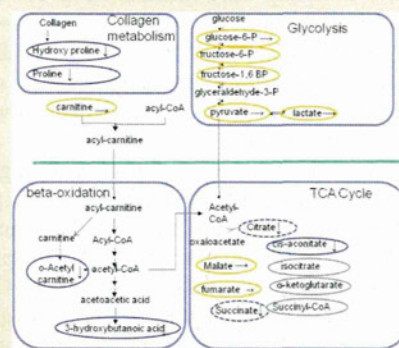 Collagen
metabolism
Collagen
Hydroxy proline ↓
Proline ↓
Glycolysis
glucose
glucose-6-P →
fructose-6-P
fructose-1,6 BP
glyceraldehyde-3-P
pyruvate →
lactate →
carnitine →
acyl-CoA
acyl-carnitine
beta-oxidation
acyl-carnitine
carnitine
Acyl-CoA
o-Acetyl
carnitine ↓
acetyl-CoA
acetoacetic acid
3-hydroxybutanoic acid↓
TCA Cycle
Acetyl-
CoA
Citrate ↓
oxaloacetate
cis-aconitate ↓
Malate →
isocitrate
fumarate →
α-ketoglutarate
Succinate ↓
Succinyl-CoA